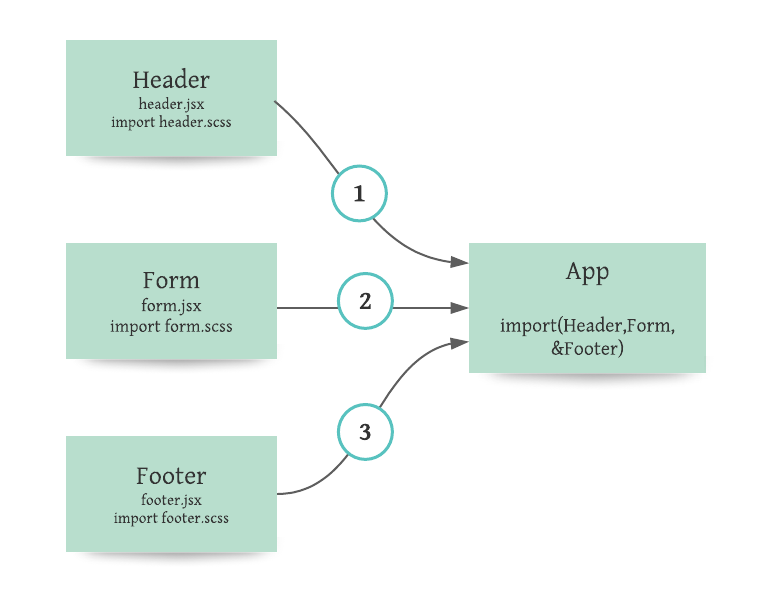 Header
header.jsx
import header.scss
1
Form
form.jsx
import form.scss
2
App
import(Header,Form,
&Footer)
3
Footer
footer.jsx
import footer.scss